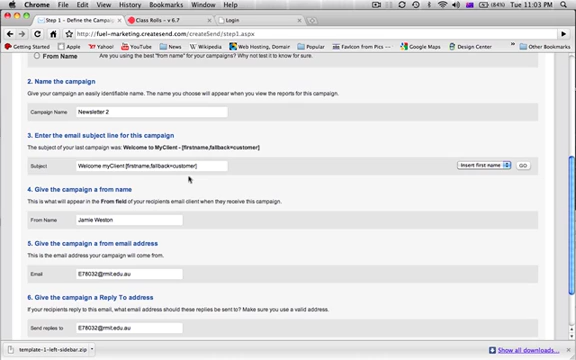 Chrome File Edit View History Bookmarks Window Help (84%) Tue 11:03 PM
Step 1 - Define the Campa Class Rolls – v 6.7 Login
http://fuel-marketing.createsend.com/createSend/step3.aspx
Getting Started Apple Yahoo! YouTube Wikipedia News Web Hosting, Domain Popular Favicon from Pics Image Map Other Bookmarks
From Name Are you using the best "from name" for your campaigns? Why not test it to know for sure.
2. Name the campaign
Give your campaign an easily identifiable name. The name you choose will appear when you view the reports for this campaign.
Campaign Name Newsletter 2
3. Enter the email subject line for this campaign
The subject of your last campaign was: Welcome to MyClient - [firstname,fallback=customer]
Subject Welcome myClient [firstname,fallback=customer] Insert first name GO
4. Give the campaign a from name
This is what will appear in the From field of your recipients email client when they receive this campaign.
From Name Jamie Weston
5. Give the campaign a from email address
This is the email address your campaign will come from.
Email E78032@rmit.edu.au
6. Give the campaign a Reply To address
If your recipients reply to this email, what email address should these replies be sent to? Make sure you use a valid address.
Send replies to E78032@rmit.edu.au
template-1-left-sidebar.zip Show all downloads...